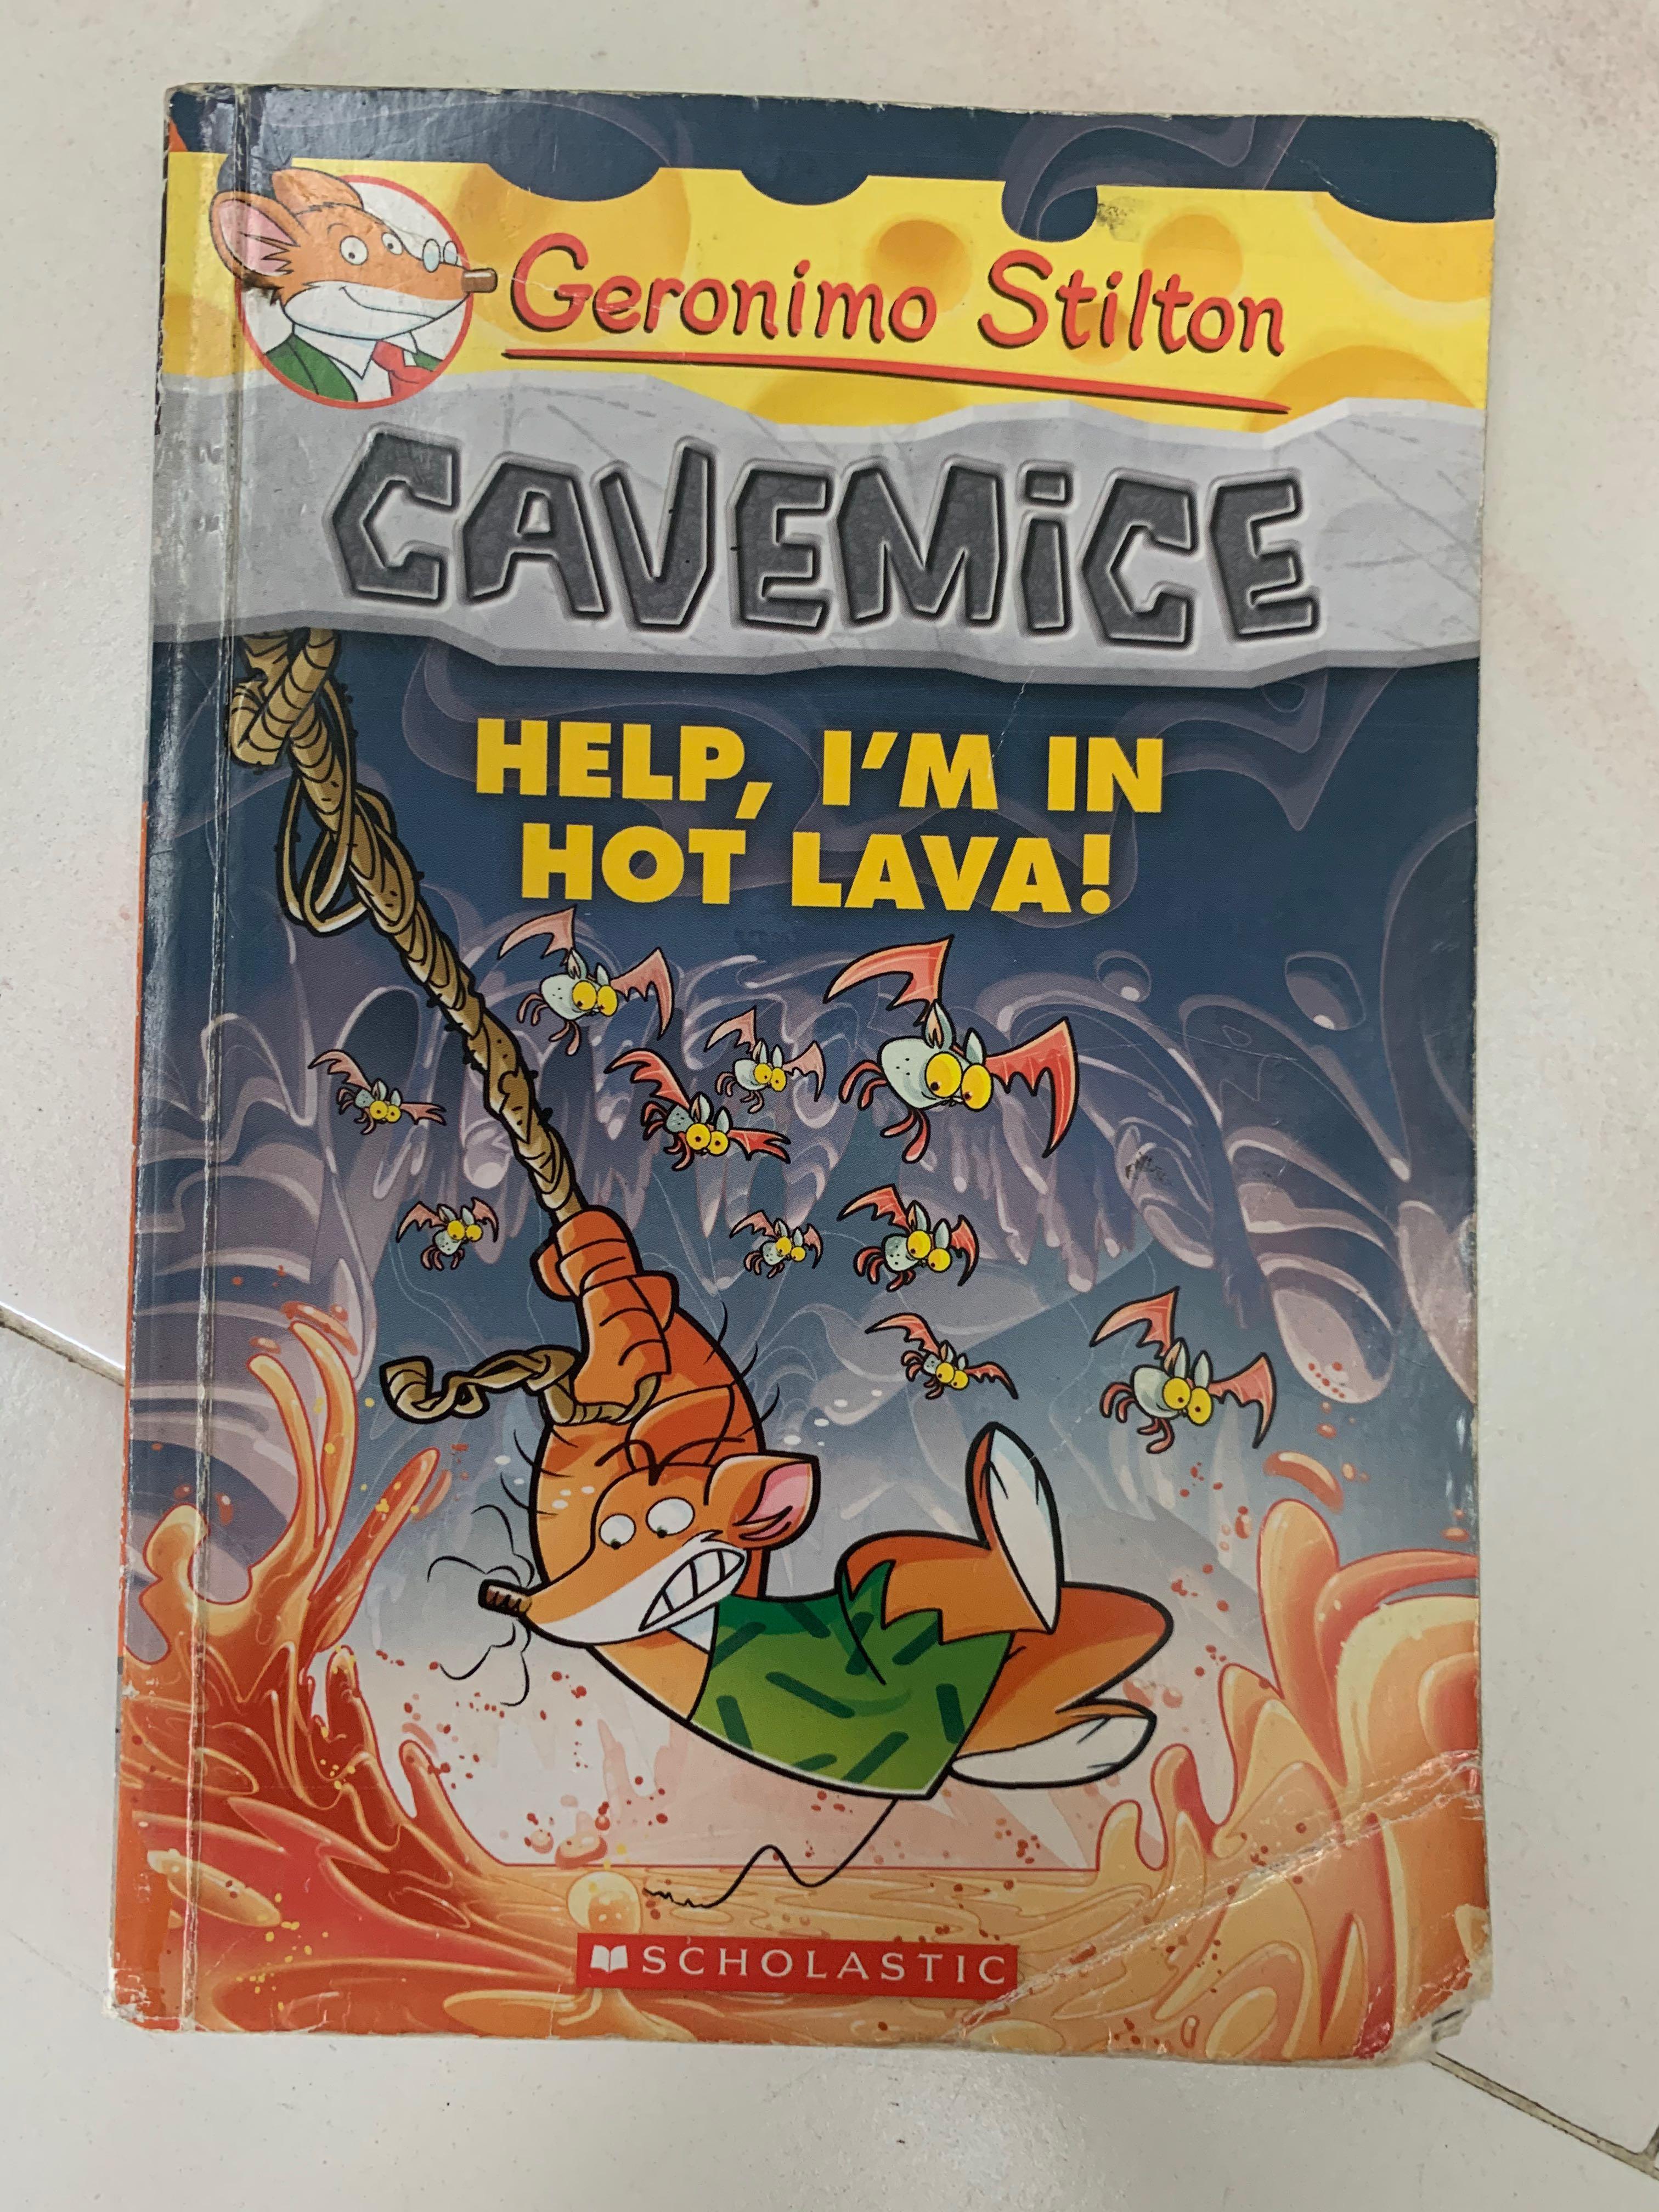 Geronimo Stilton
CAVEMiCE
HELP, I'M IN
HOT LAVA!
SCHOLASTIC